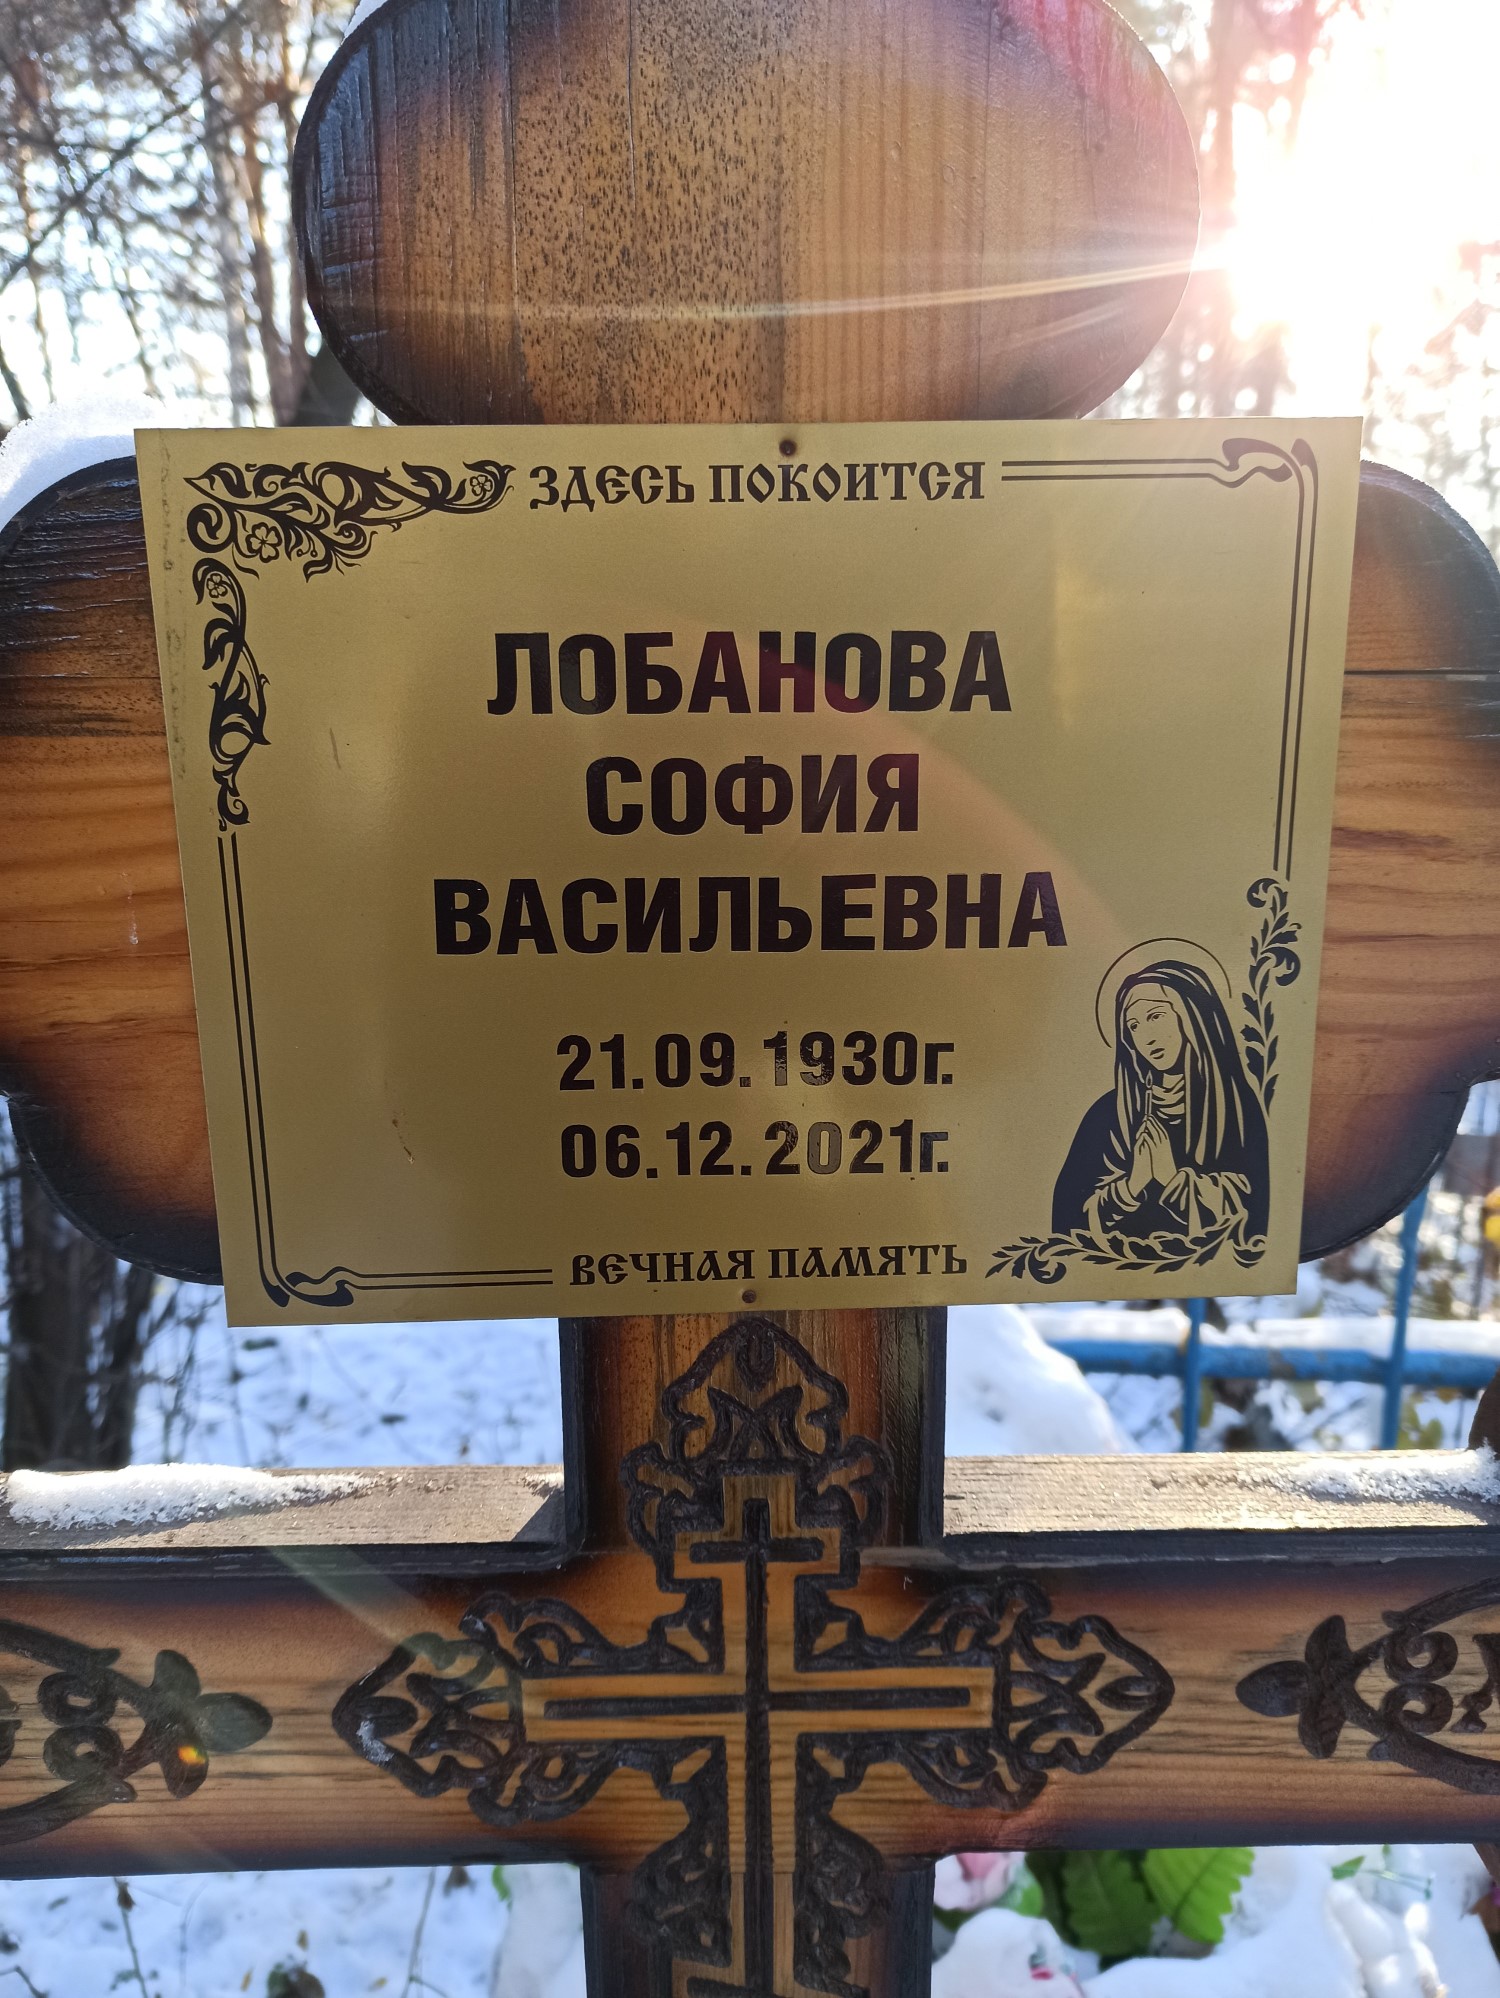 ЗДЕСЬ ПОКОИТСЯ
ЛОБАНОВА
СОФИЯ
ВАСИЛЬЕВНА
21.09.1930г.
06.12.2021г.
ВЕЧНАЯ ПАМЯТЬ